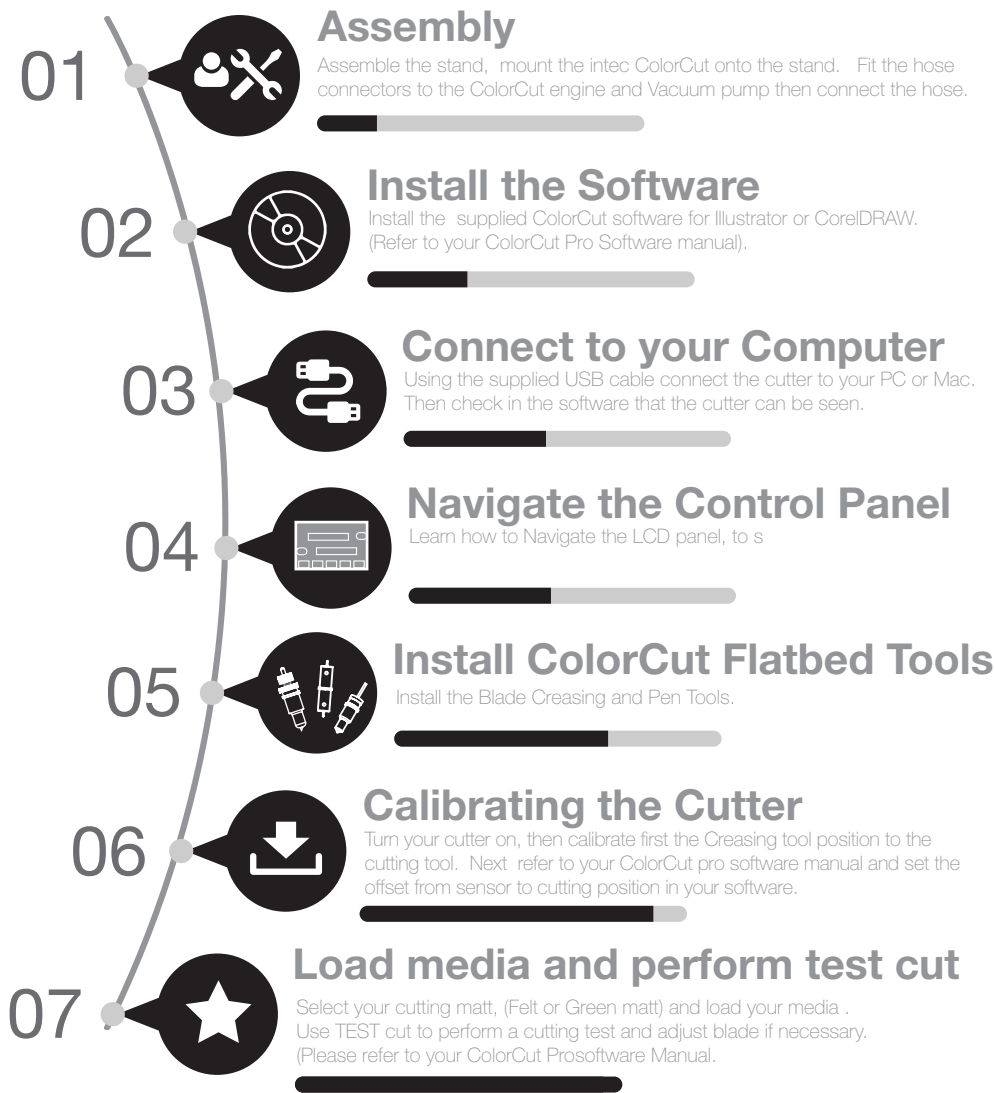 01
Assembly
Assemble the stand, mount the intec ColorCut onto the stand. Fit the hose
connectors to the ColorCut engine and Vacuum pump then connect the hose.
02
Install the Software
Install the supplied ColorCut software for Illustrator or CorelDRAW.
(Refer to your ColorCut Pro Software manual).
03
Connect to your Computer
Using the supplied USB cable connect the cutter to your PC or Mac.
Then check in the software that the cutter can be seen.
04
Navigate the Control Panel
Learn how to Navigate the LCD panel, to s
05
Install ColorCut Flatbed Tools
Install the Blade Creasing and Pen Tools.
06
Calibrating the Cutter
Turn your cutter on, then calibrate first the Creasing tool position to the
cutting tool. Next refer to your ColorCut pro software manual and set the
offset from sensor to cutting position in your software.
07
Load media and perform test cut
Select your cutting matt, (Felt or Green matt) and load your media .
Use TEST cut to perform a cutting test and adjust blade if necessary.
(Please refer to your ColorCut Prosoftware Manual.